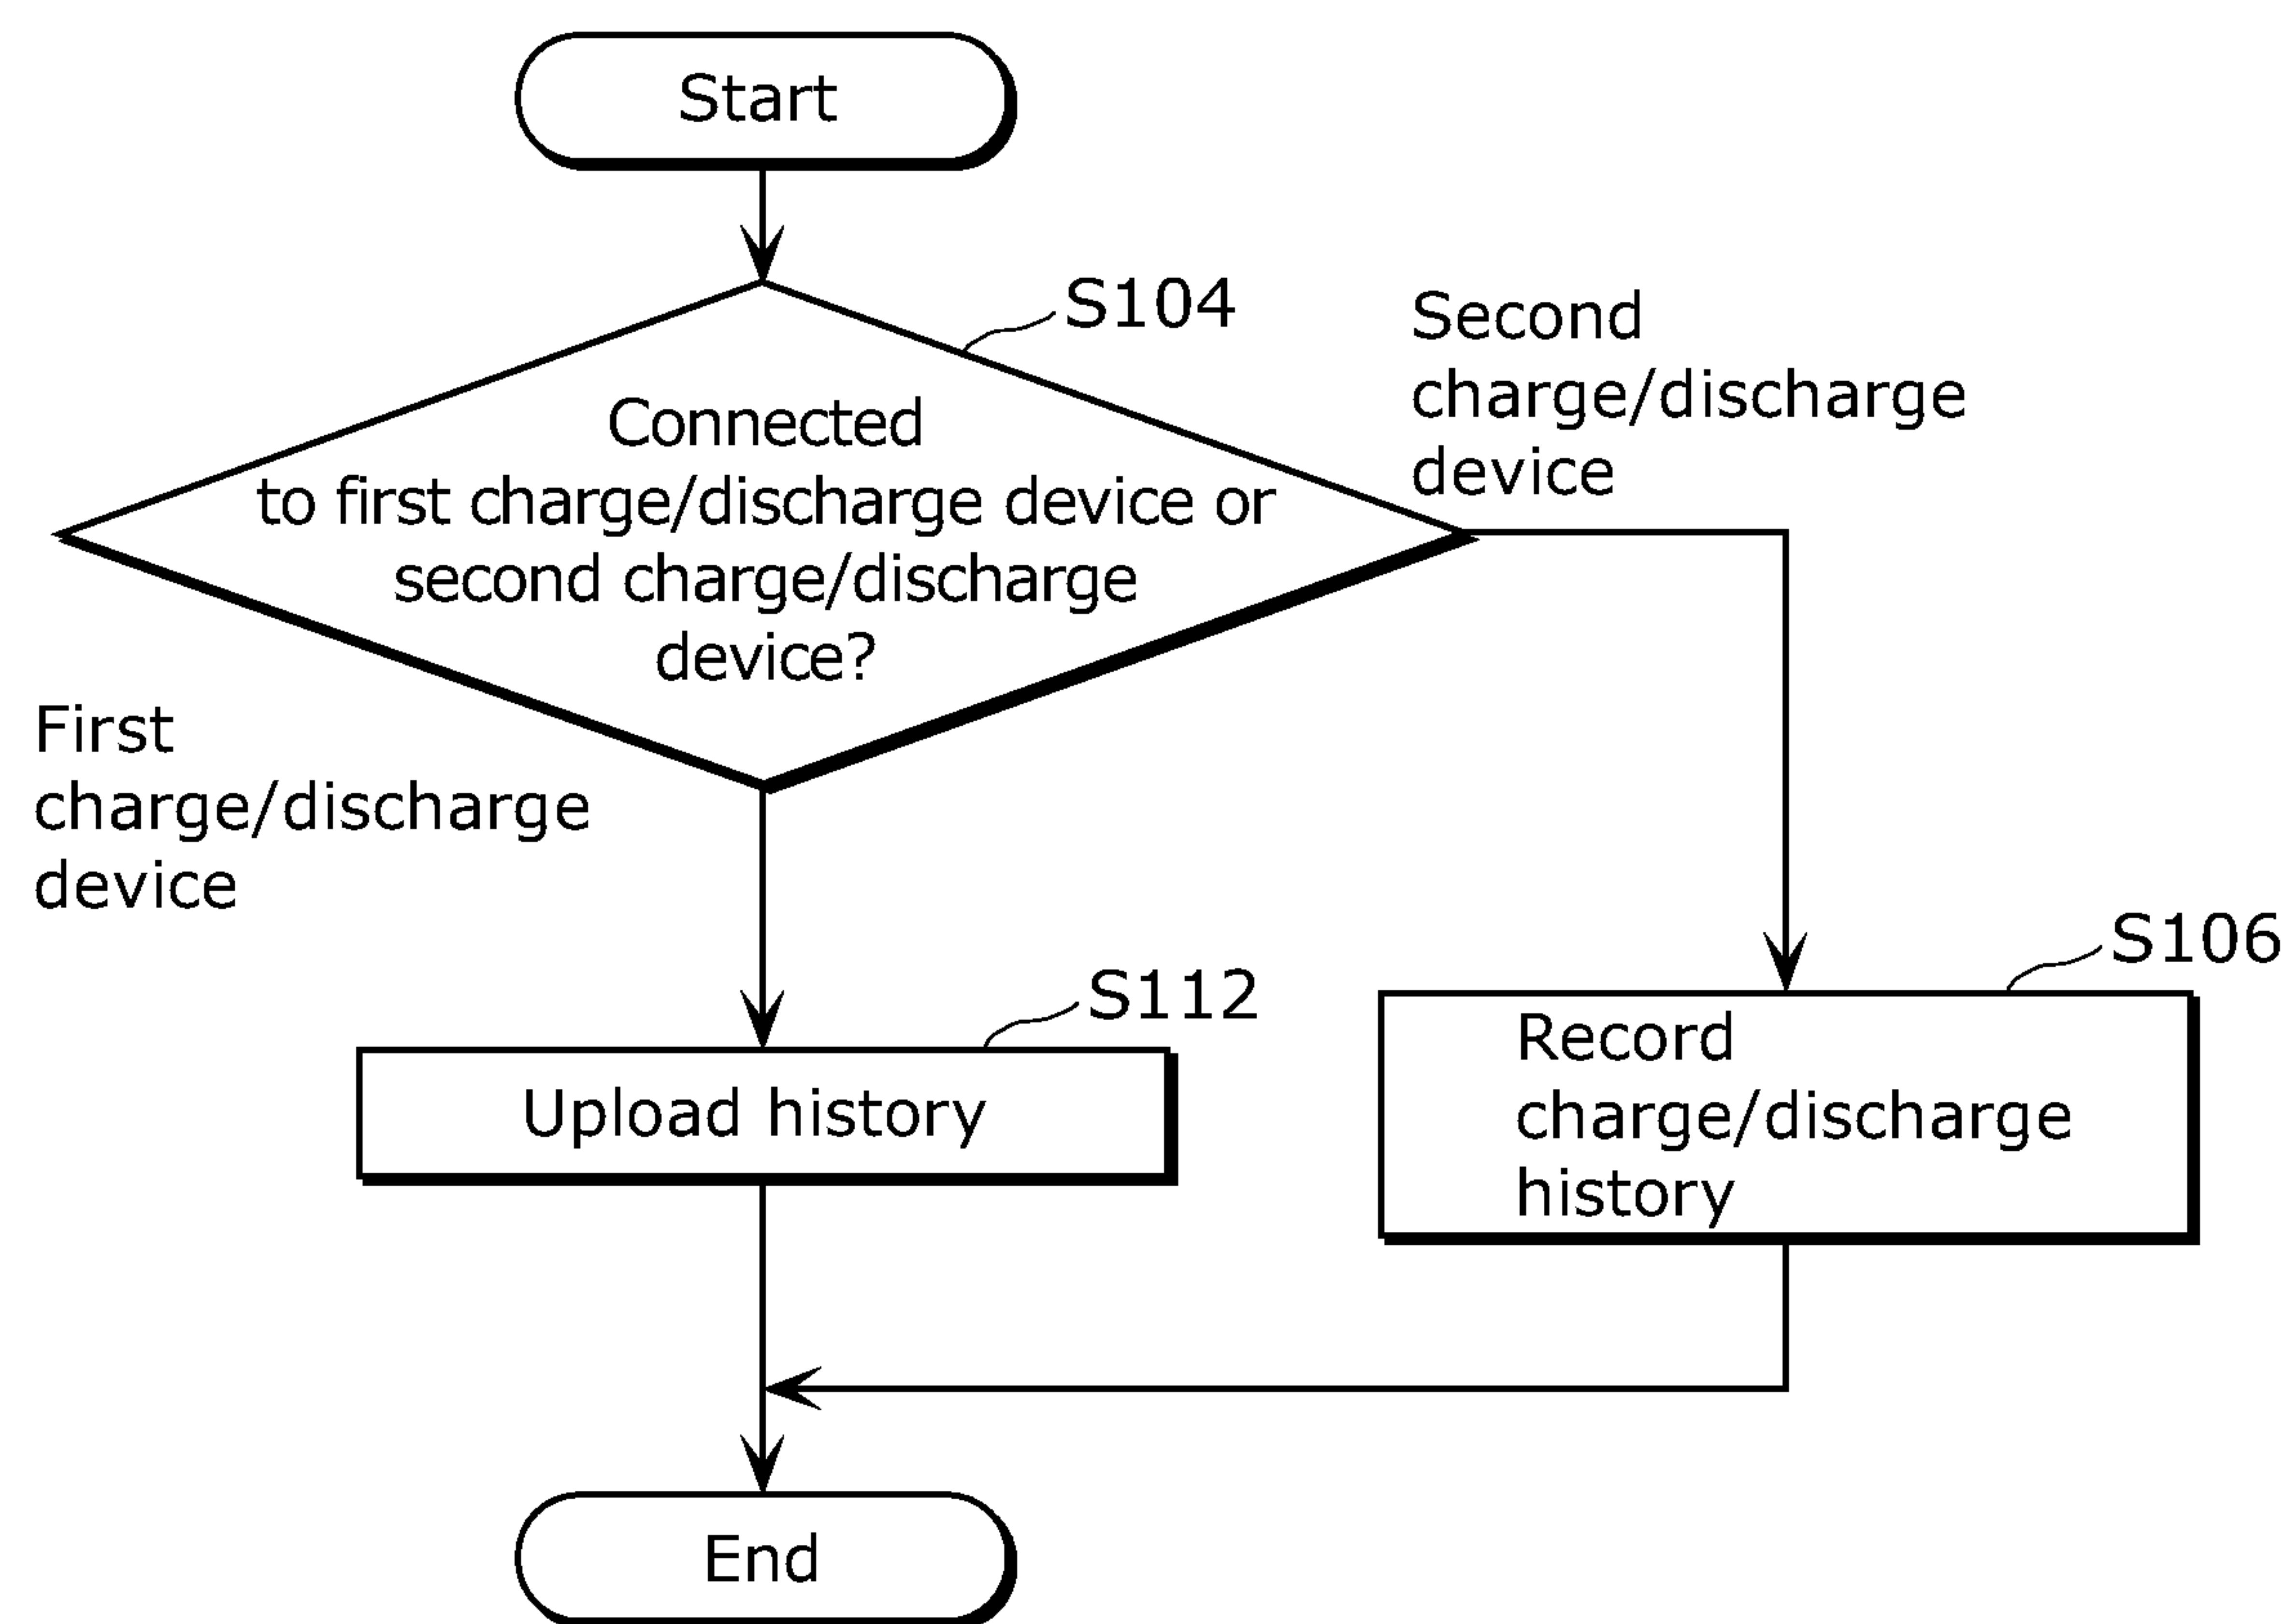 Start
S104
Second
charge/discharge
device
Connected
to first charge/discharge device or
second charge/discharge
device?
First
charge/discharge
device
S112
Upload history
S106
Record
charge/discharge
history
End